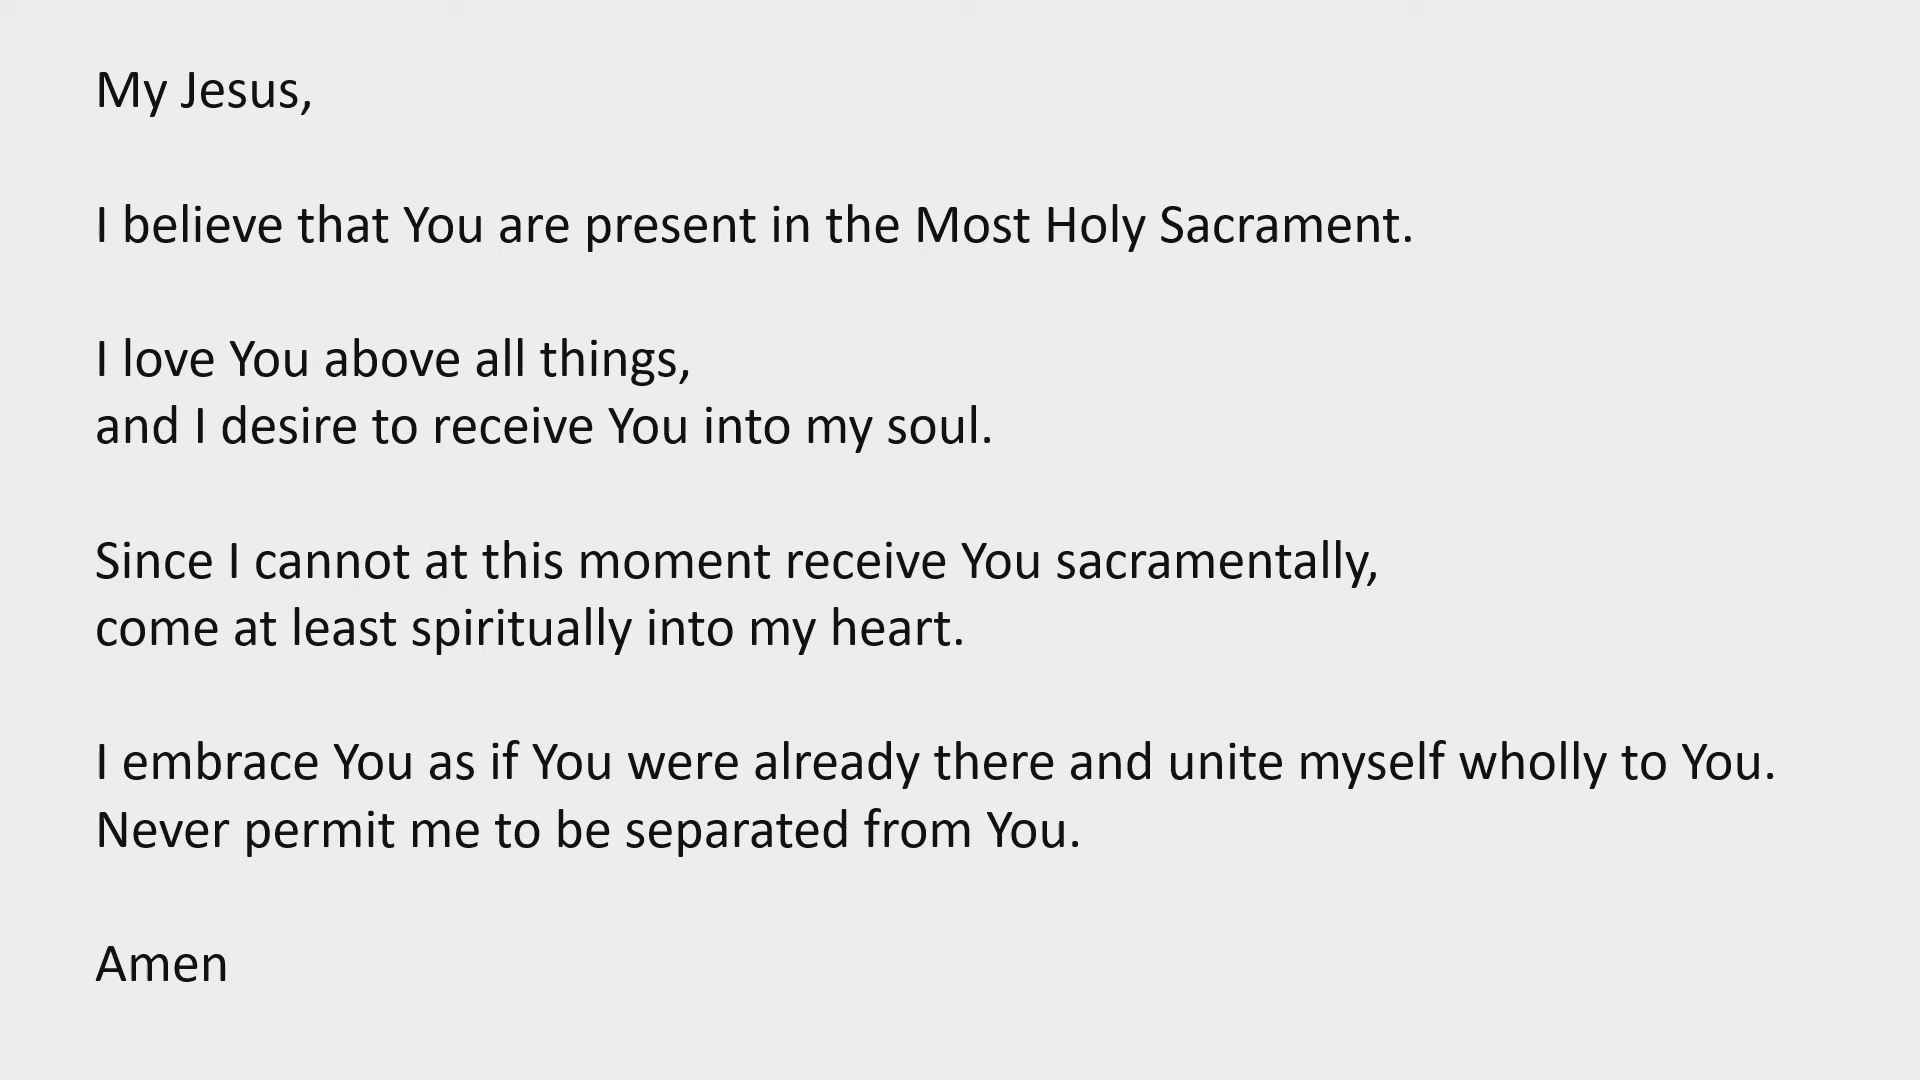 My Jesus,
I believe that You are present in the Most Holy Sacrament.
I love You above all things,
and I desire to receive You into my soul.
Since I cannot at this moment receive You sacramentally,
come at least spiritually into my heart.
I embrace You as if You were already there and unite myself wholly to You.
Never permit me to be separated from You.
Amen